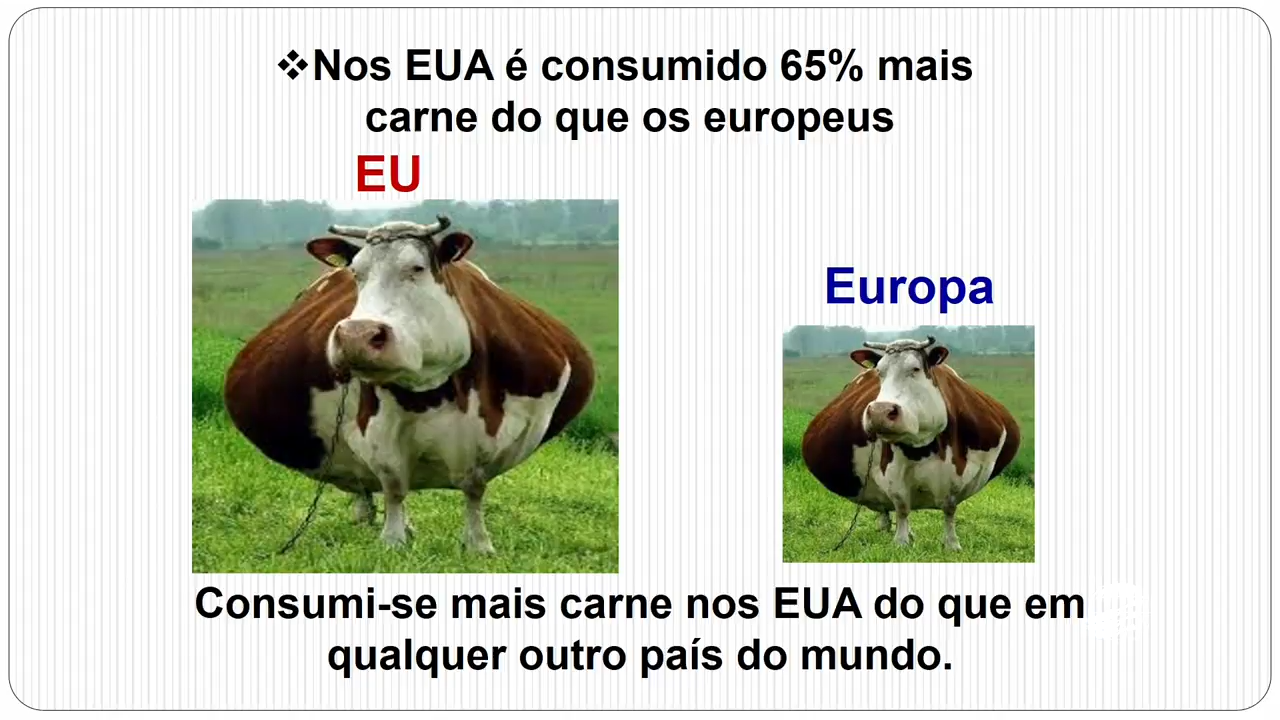 ❖Nos EUA é consumido 65% mais
carne do que os europeus
EU
Europa
Consumi-se mais carne nos EUA do que em
qualquer outro país do mundo.